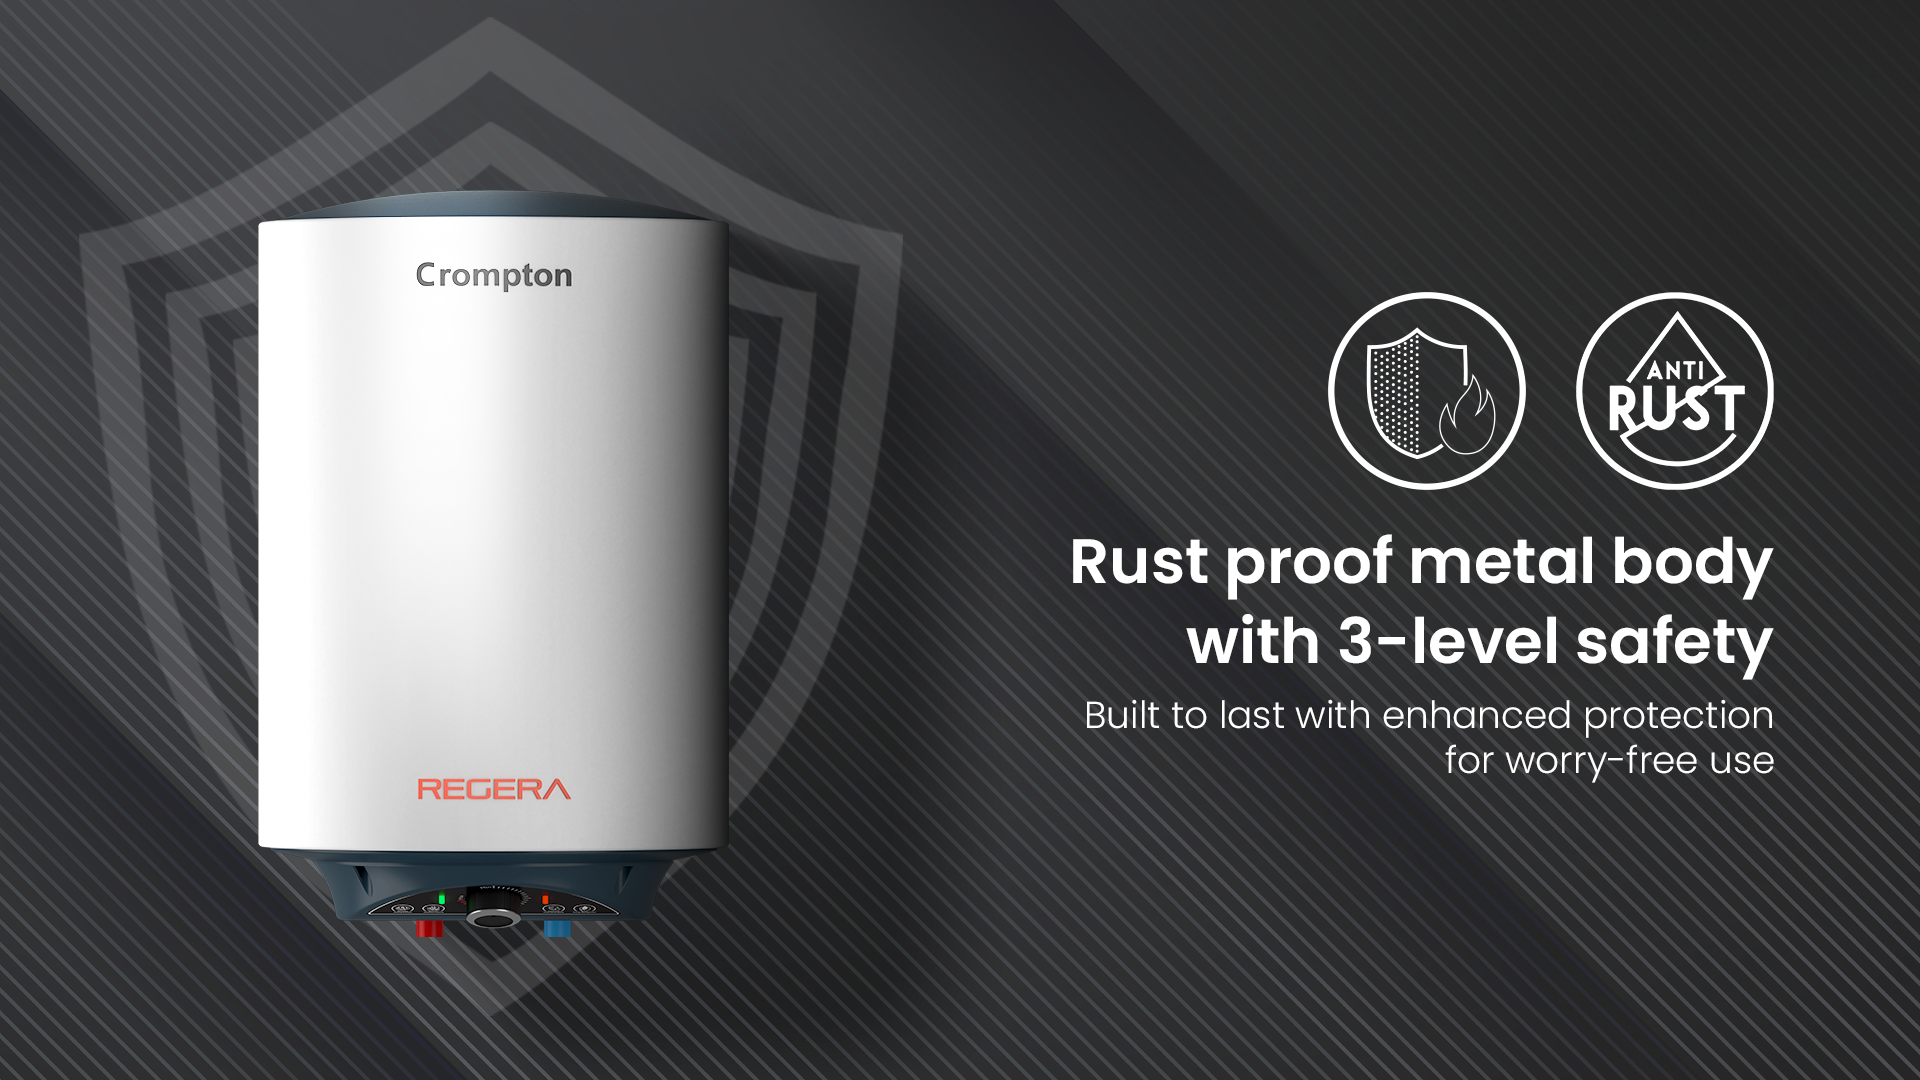 Crompton
REGERA
ANTI
RUST
Rust proof metal body
with 3-level safety
Built to last with enhanced protection
for worry-free use